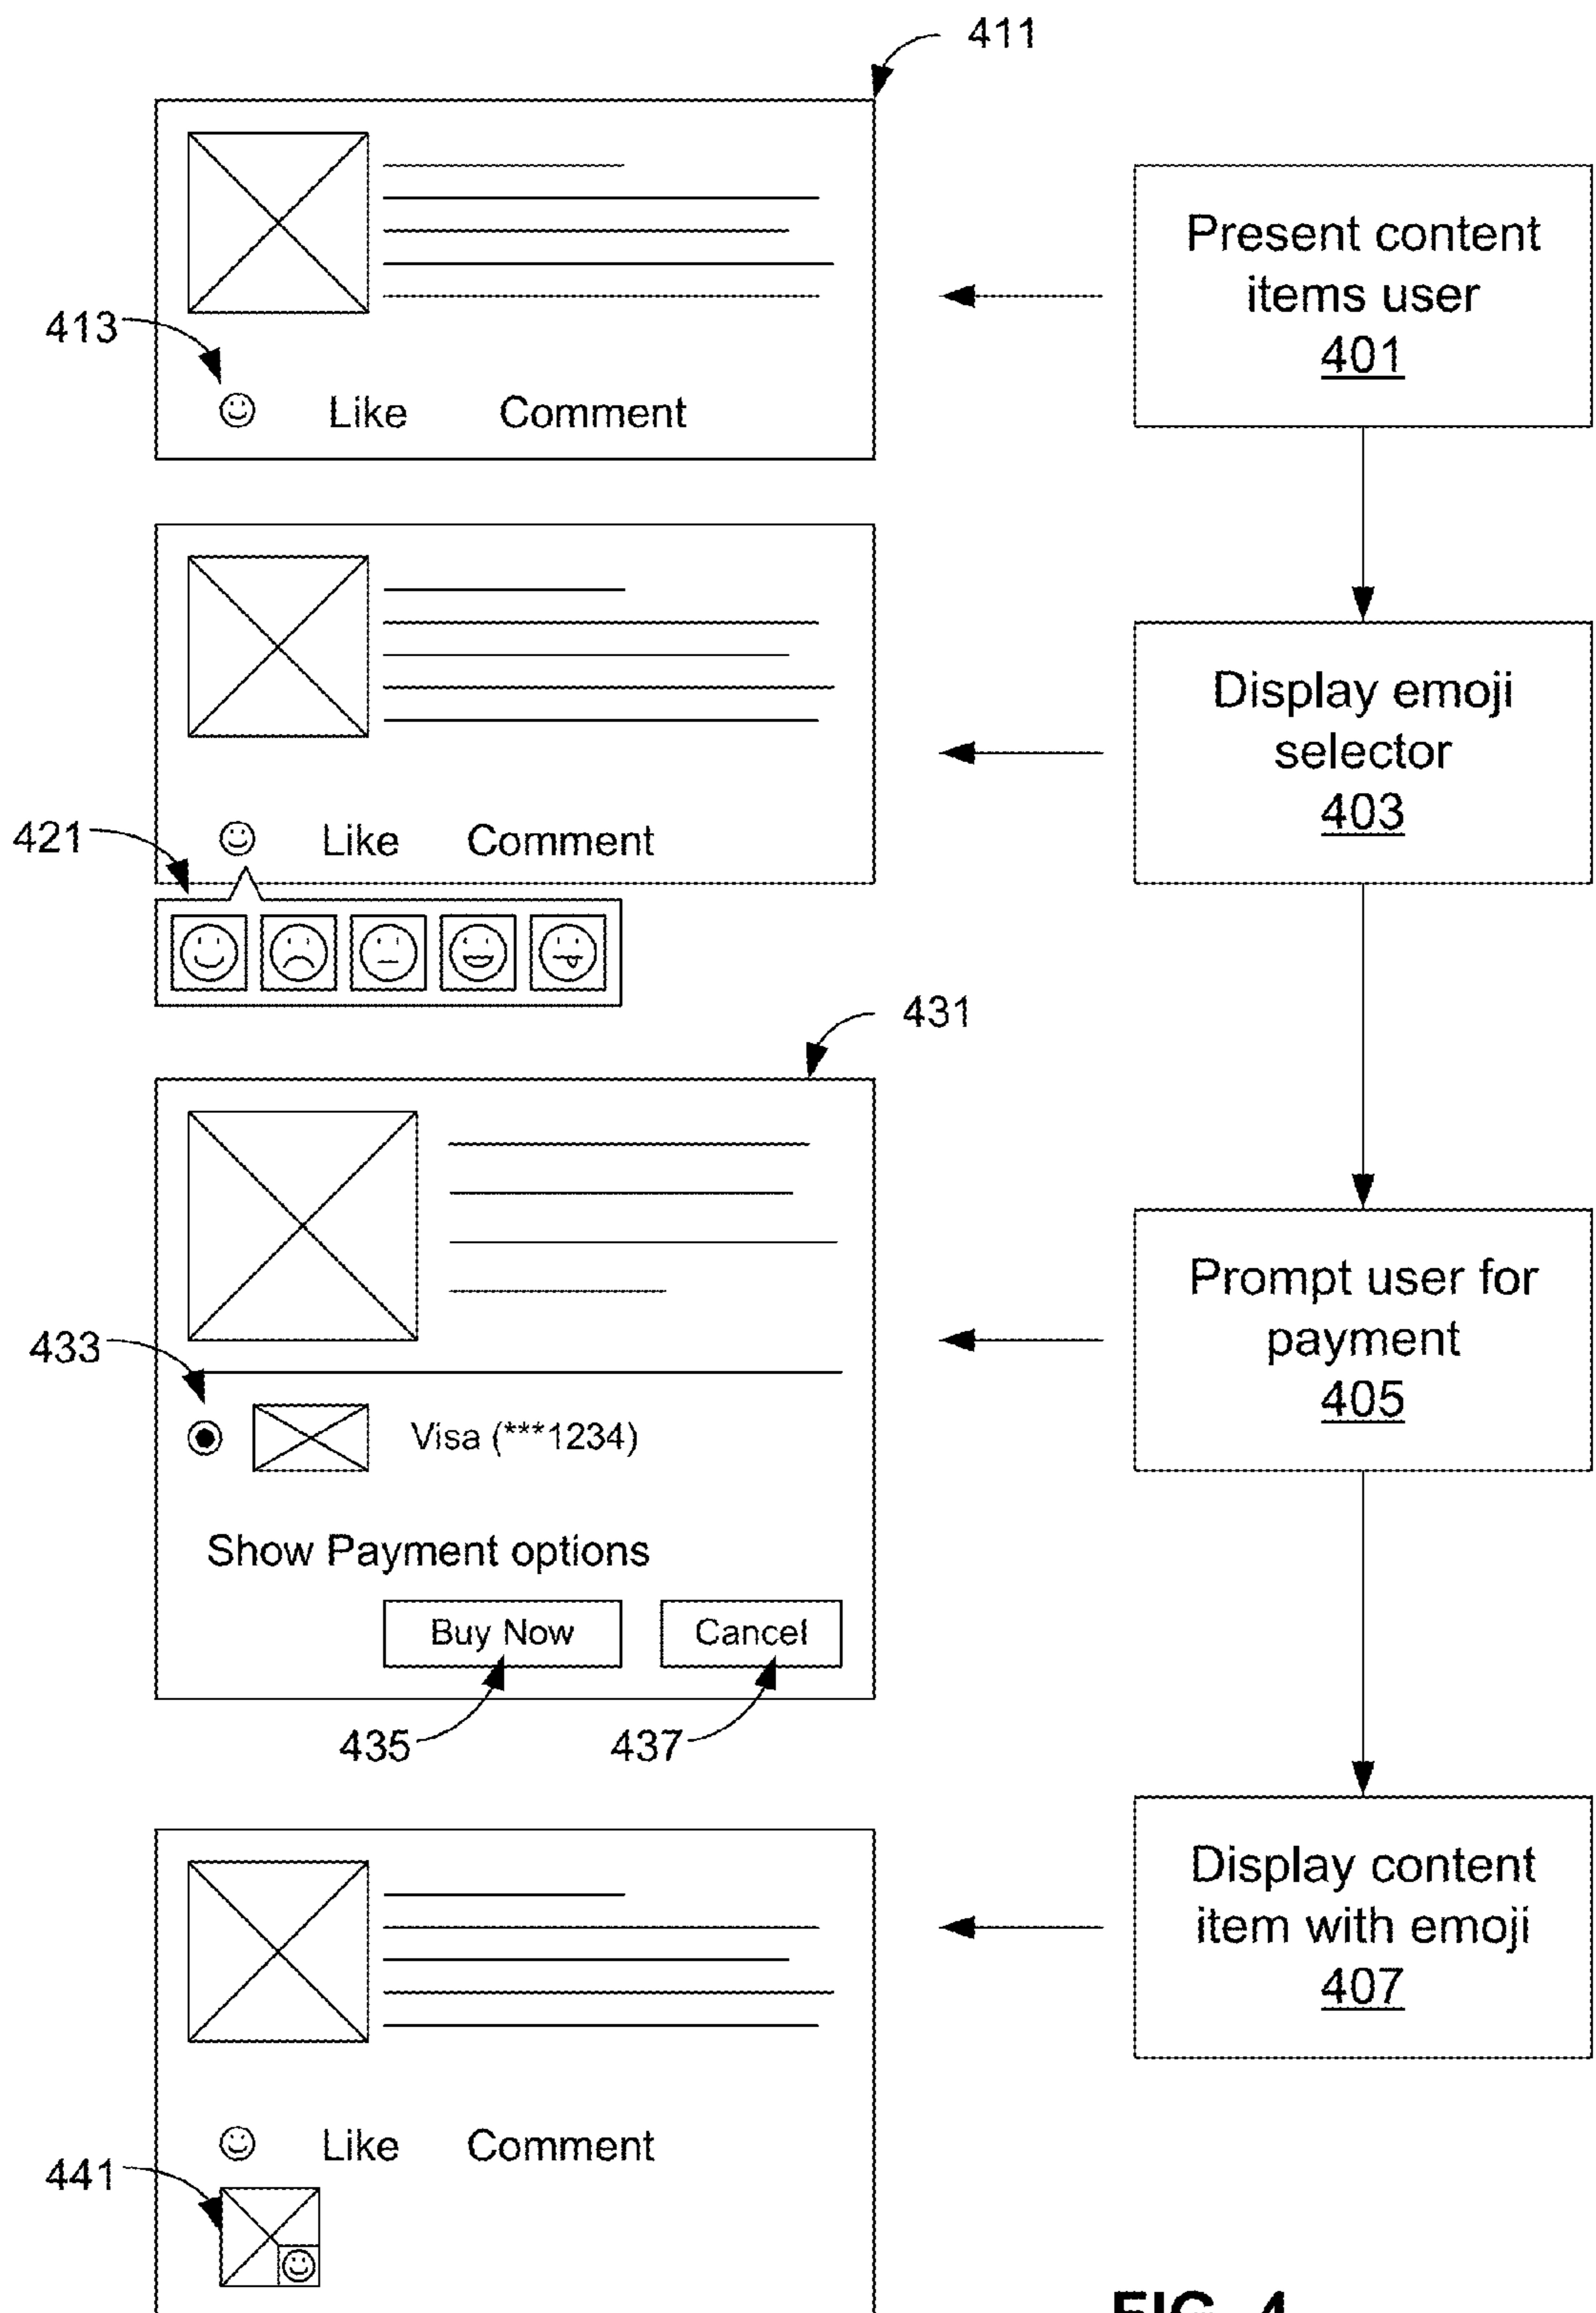 411
Present content
items user
401
413
Like Comment
Display emoji
selector
403
421
Like Comment
431
Prompt user for
payment
405
433
Visa (***1234)
Show Payment options
Buy Now Cancel
435 437
Display content
item with emoji
407
Like Comment
441
FIG. 4